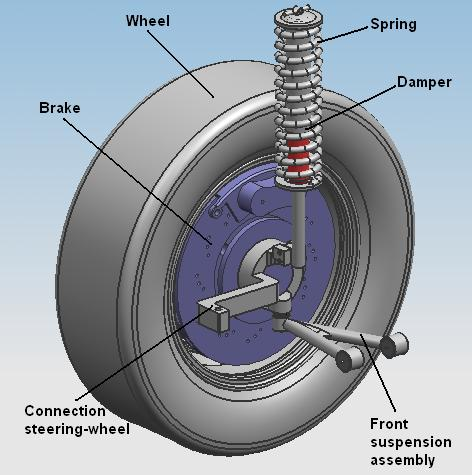 Wheel
Spring
Damper
Brake
Connection
steering-wheel
Front
suspension
assembly